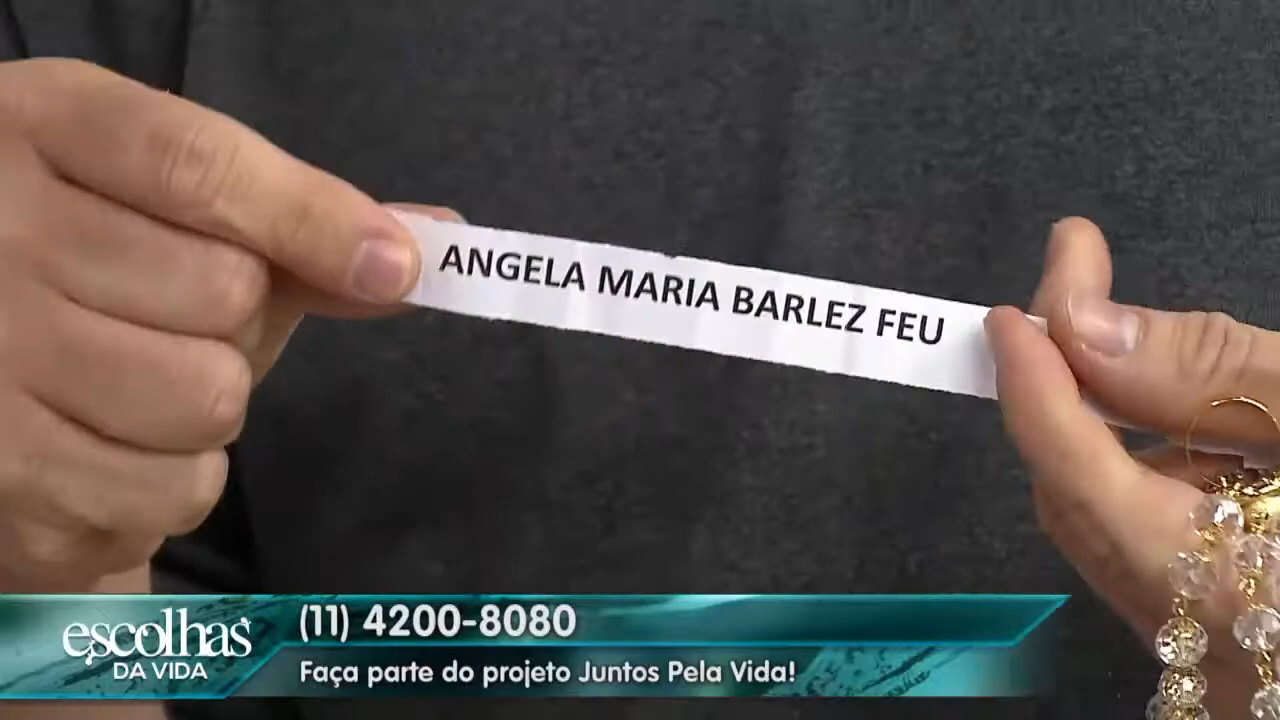 ANGELA MARIA BARLEZ FEU
(11) 4200-8080
escolhas
DA VIDA
Faça parte do projeto Juntos Pela Vida!